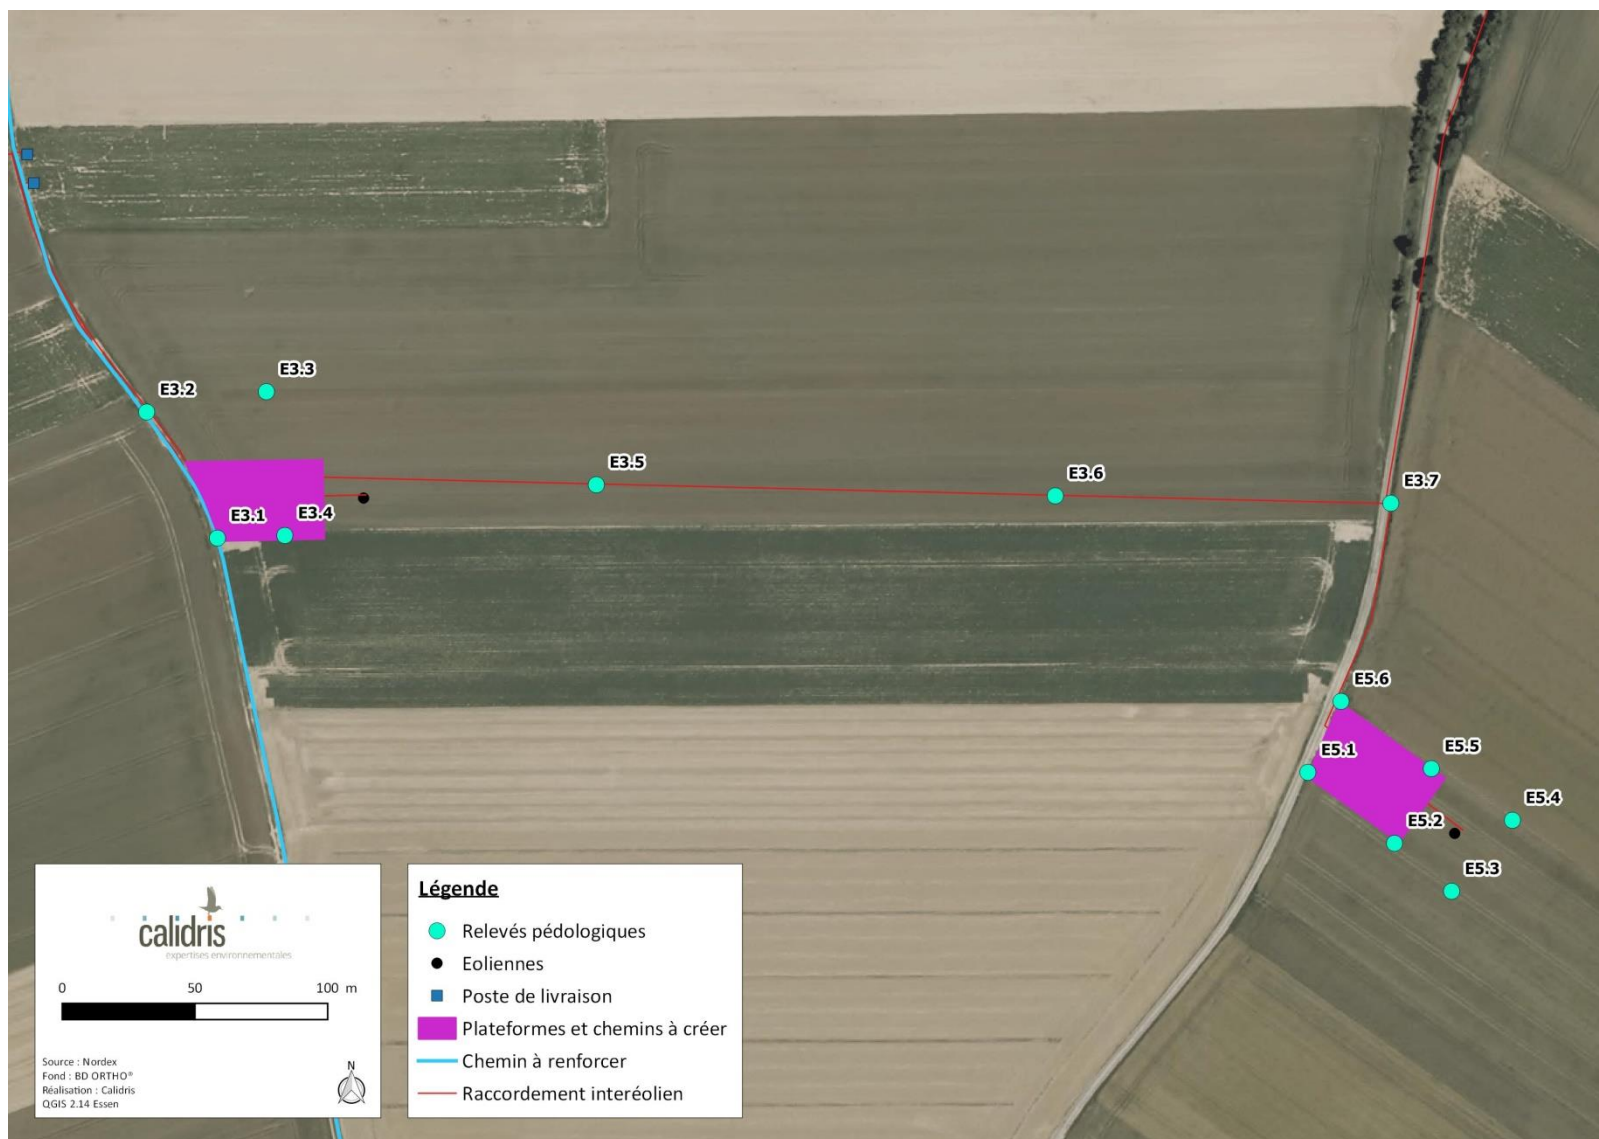 E3.3
E3.2
E3.5
E3.6
E3.7
E3.1
E3.4
E5.6
E5.1
E5.5
E5.4
E5.2
E5.3
calidris
expertises environnementales
0 50 100 m
Source : Nordex
Fond : BD ORTHO®
Réalisation : Calidris
QGIS 2.14 Essen
N
Légende
Relevés pédologiques
Eoliennes
Poste de livraison
Plateformes et chemins à créer
Chemin à renforcer
Raccordement interéolien